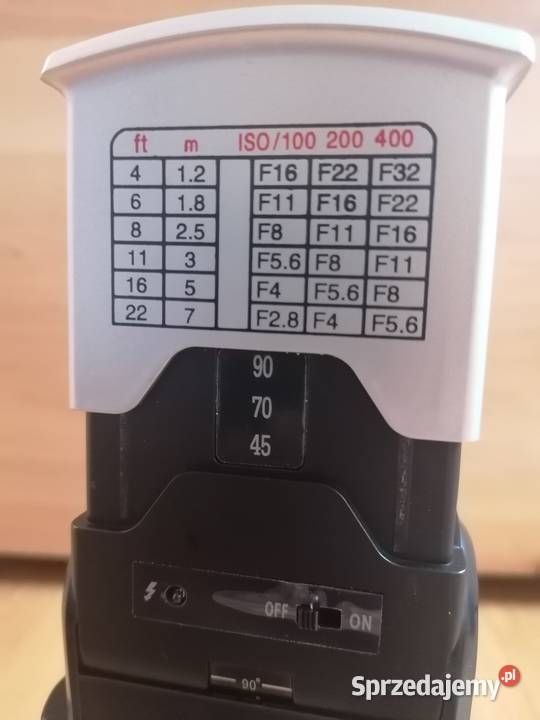 ft m ISO/100 200 400
4 1.2 F16 F22 F32
6 1.8 F11 F16 F22
8 2.5 F8 F11 F16
11 3 F5.6 F8 F11
16 5 F4 F5.6 F8
22 7 F2.8 F4 F5.6
90
70
45
OFF ON
90°
Sprzedajemy.pl